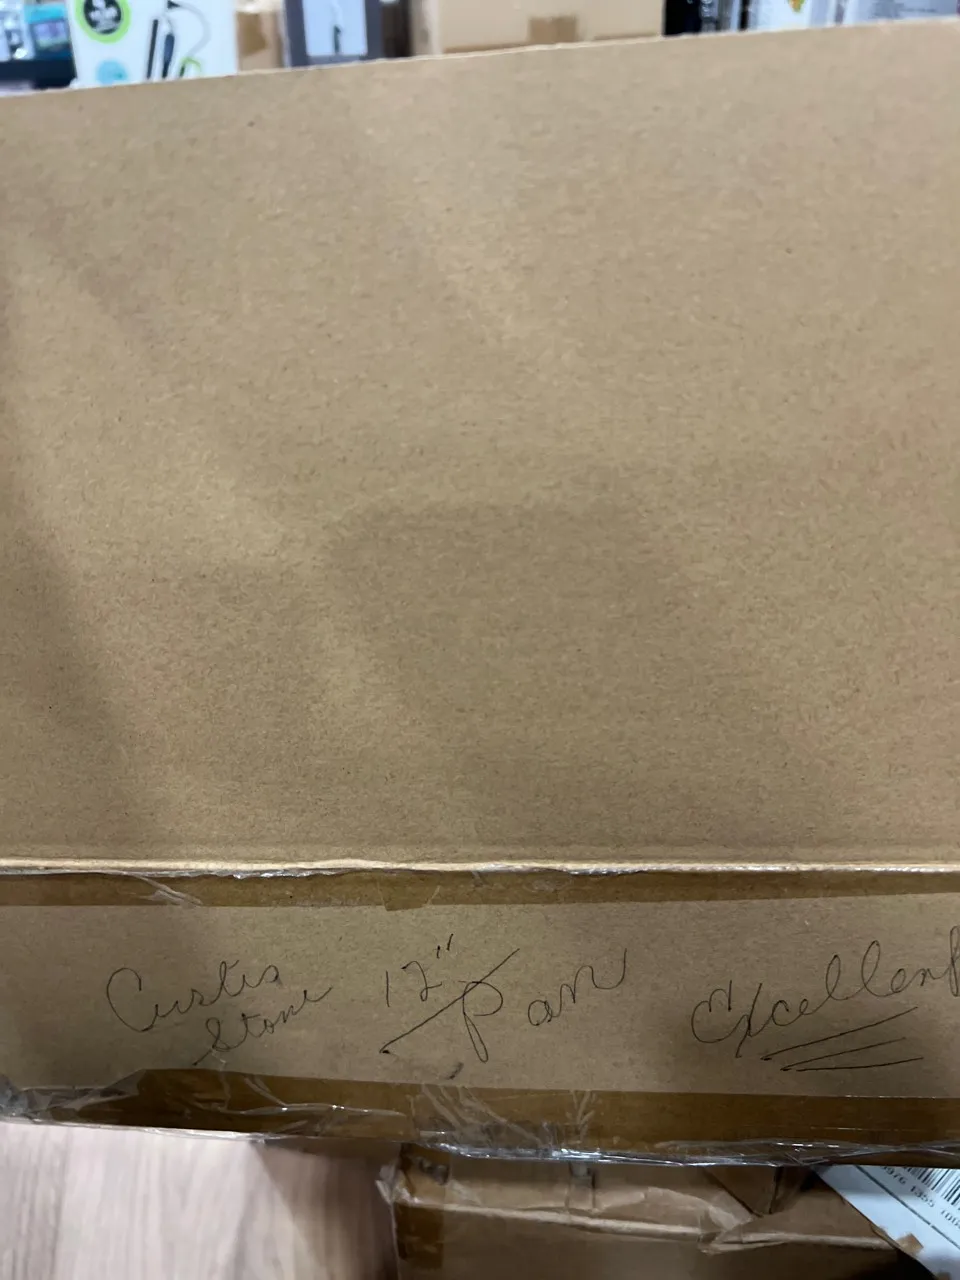 Curtis
Stone
12" Pan
Excellent